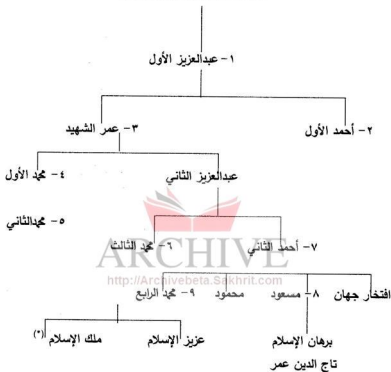 ١- عبدالعزيز الأول
٢- أحمد الأول
٣- عمر الشهيد
٤- محمد الأول
عبدالعزيز الثاني
٥- محمدالثاني
٦- محمد الثالث
٧- أحمد الثاني
ARCHIVE
http://Archivebeta.Sakhrit.com
افتخار جهان
٨- مسعود
محمود
٩- محمد الرابع
برهان الإسلام
تاج الدين عمر
عزيز الإسلام
ملك الإسلام (*)